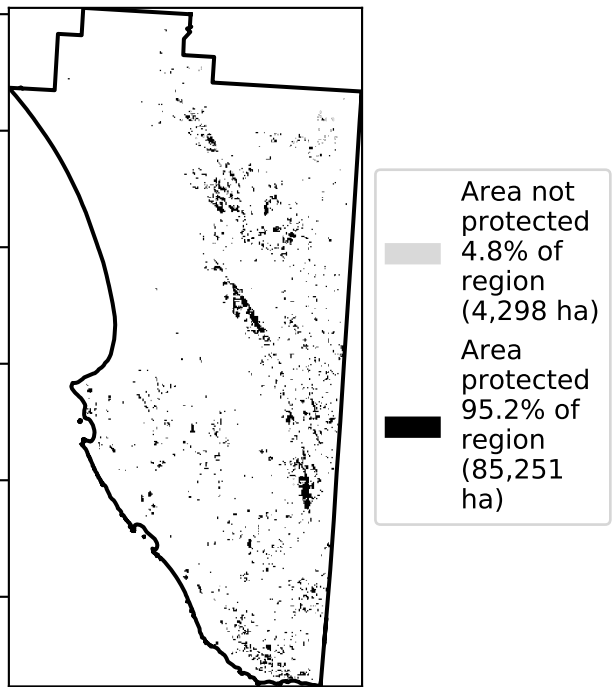 Area not
protected
4.8% of
region
(4,298 ha)
Area
protected
95.2% of
region
(85,251
ha)